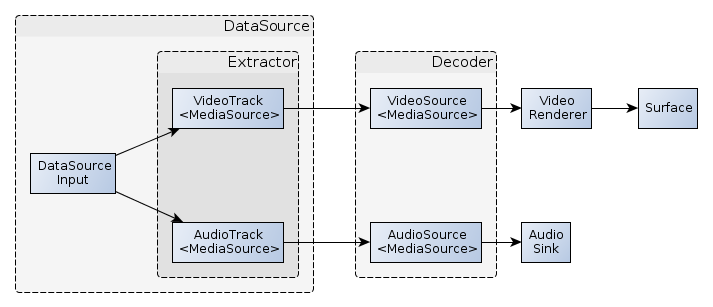 DataSource
Extractor
Decoder
VideoTrack
<MediaSource>
VideoSource
<MediaSource>
Video
Renderer
Surface
DataSource
Input
AudioTrack
<MediaSource>
AudioSource
<MediaSource>
Audio
Sink